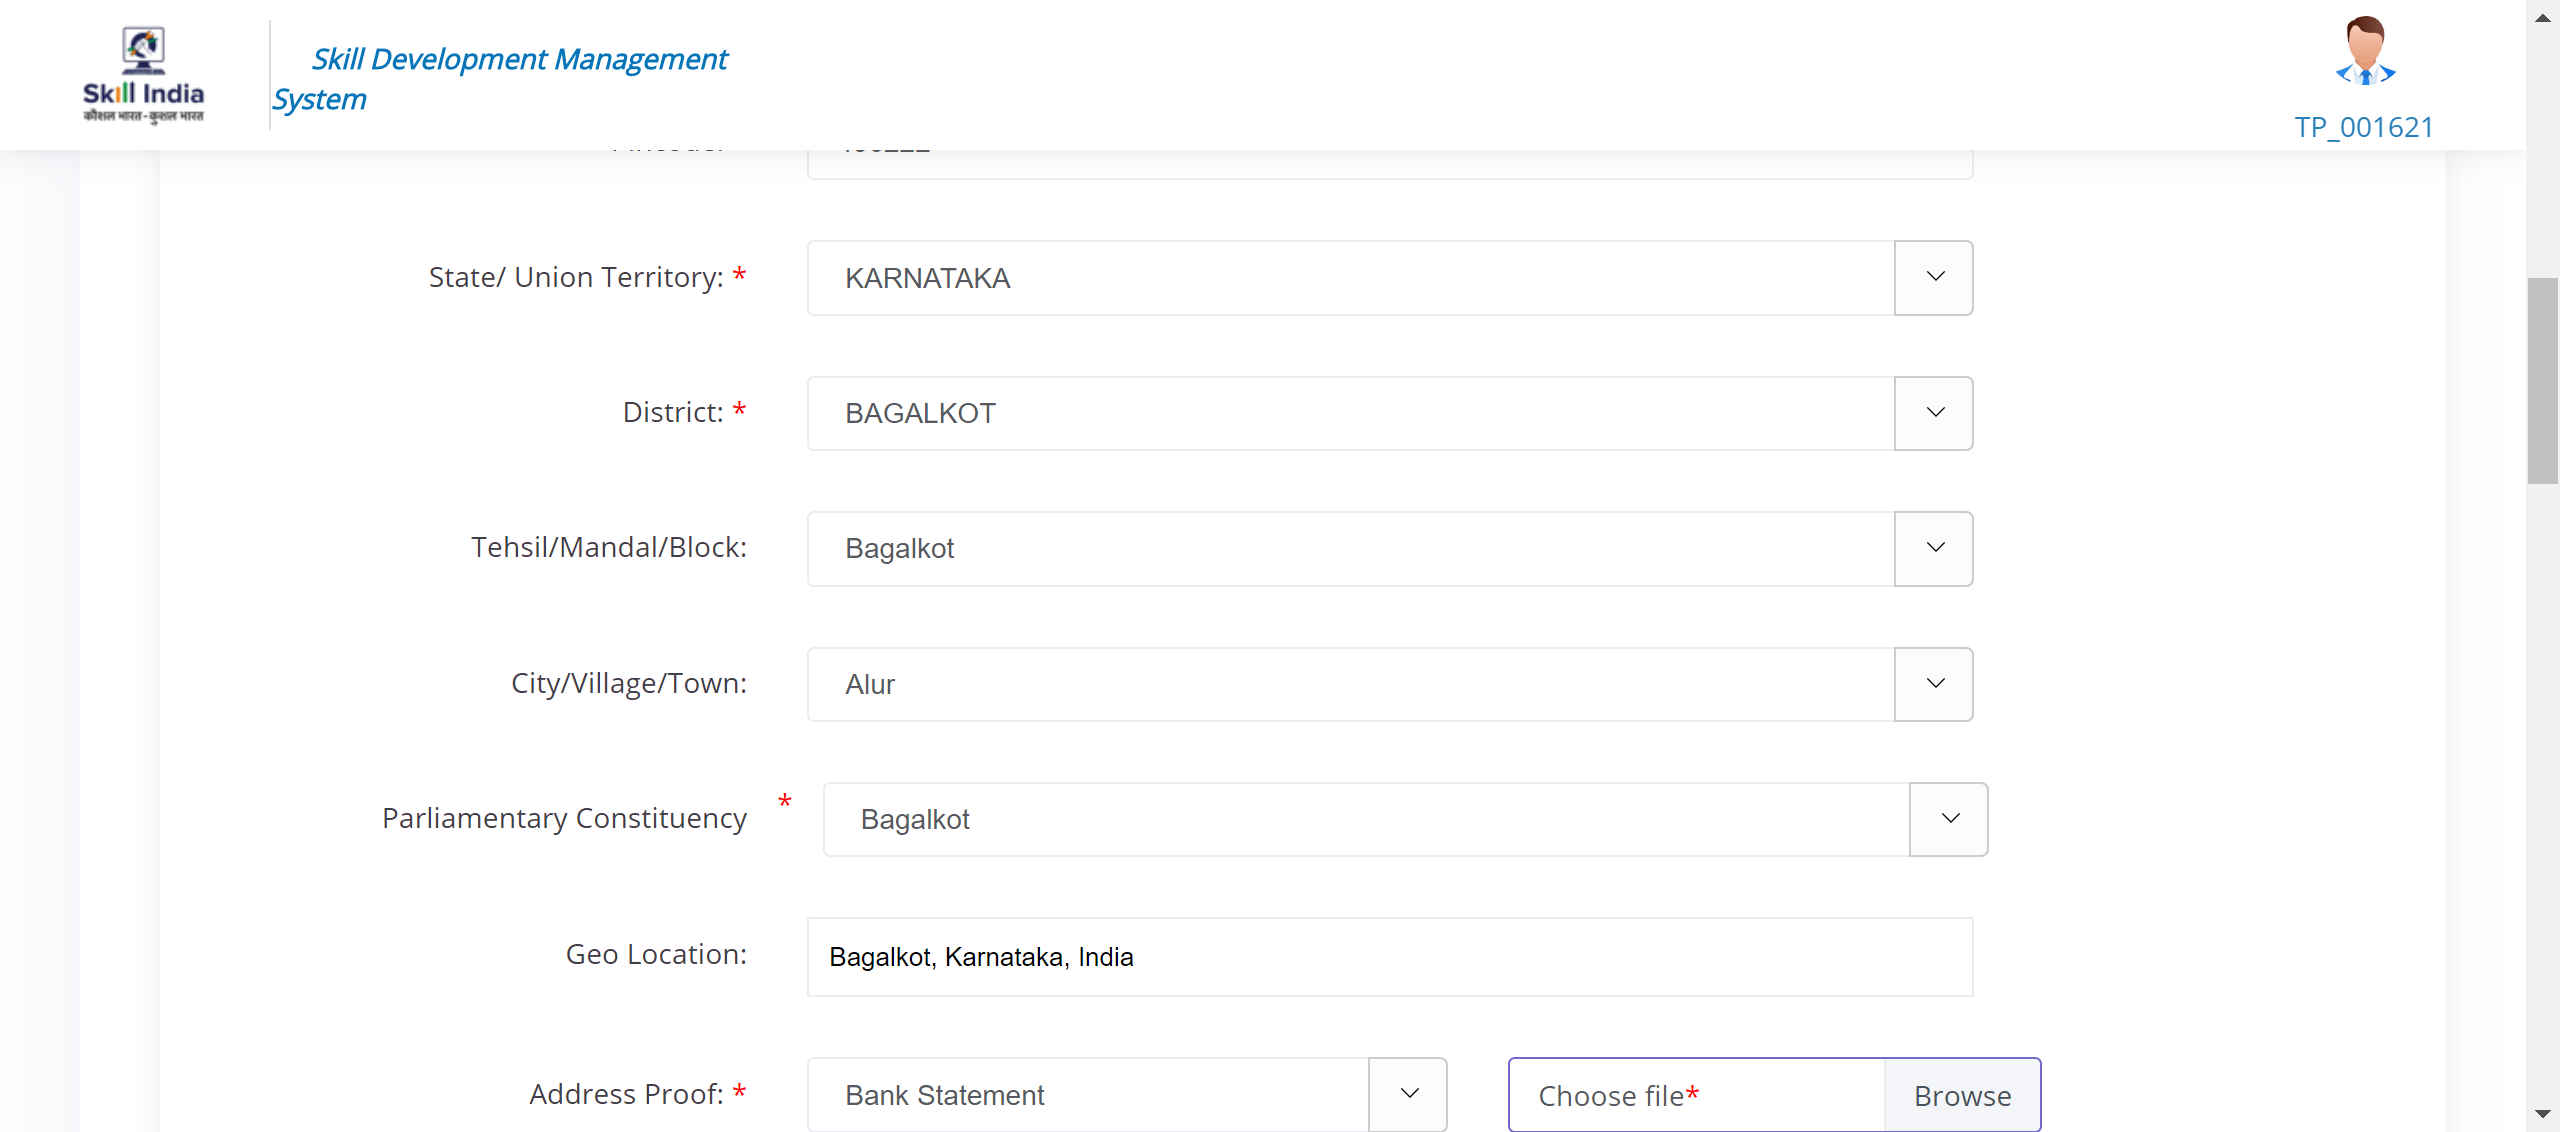 Skill India
कौशल भारत - कुशल भारत
Skill Development Management
System
TP_001621
State/ Union Territory: *
KARNATAKA
District: *
BAGALKOT
Tehsil/Mandal/Block:
Bagalkot
City/Village/Town:
Alur
Parliamentary Constituency *
Bagalkot
Geo Location:
Bagalkot, Karnataka, India
Address Proof: *
Bank Statement
Choose file*
Browse